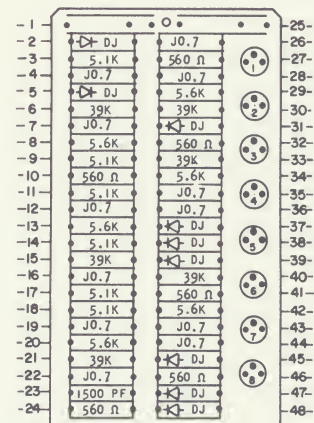 -1- -25-
-2- DJ J0.7 -26-
-3- 5.1K 560 Ω 1 -27-
-4- J0.7 J0.7 -28-
-5- DJ 5.6K -29-
-6- 39K 39K 2 -30-
-7- J0.7 DJ -31-
-8- 5.6K 560 Ω 3 -32-
-9- 5.1K 39K -33-
-10- 560 Ω 5.6K -34-
-11- 5.1K J0.7 4 -35-
-12- J0.7 J0.7 -36-
-13- 5.6K DJ -37-
-14- 5.1K DJ 5 -38-
-15- 39K DJ -39-
-16- J0.7 39K -40-
-17- 5.1K 560 Ω 6 -41-
-18- 5.1K 5.6K -42-
-19- J0.7 J0.7 7 -43-
-20- 5.6K J0.7 -44-
-21- 39K DJ -45-
-22- J0.7 560 Ω 8 -46-
-23- 1500 PF DJ -47-
-24- 560 Ω DJ -48-